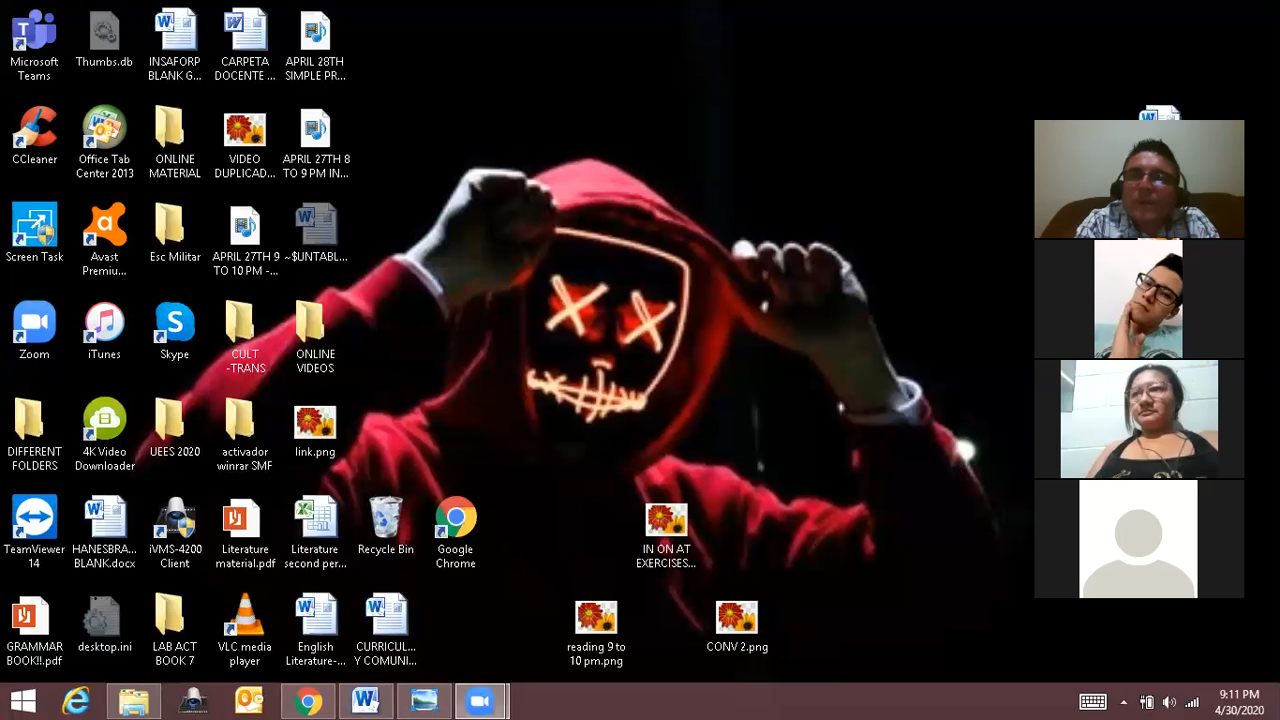 Microsoft
Teams
Thumbs.db
INSAFORP
BLANK G...
CARPETA
DOCENTE ...
APRIL 28TH
SIMPLE PR...
CCleaner
Office Tab
Center 2013
ONLINE
MATERIAL
VIDEO
DUPLICAD...
APRIL 27TH 8
TO 9 PM IN...
Screen Task
Avast
Premiu...
Esc Militar
APRIL 27TH 9
TO 10 PM -...
~$UNTABL...
Zoom
iTunes
Skype
CULT
-TRANS
ONLINE
VIDEOS
DIFFERENT
FOLDERS
4K Video
Downloader
UEES 2020
activador
winrar SMF
link.png
TeamViewer
14
HANESBRA...
BLANK.docx
iVMS-4200
Client
Literature
material.pdf
Literature
second per...
Recycle Bin
Google
Chrome
IN ON AT
EXERCISES...
GRAMMAR
BOOK!!.pdf
desktop.ini
LAB ACT
BOOK 7
VLC media
player
English
Literature-...
CURRICUL...
Y COMUNI...
reading 9 to
10 pm.png
CONV 2.png
9:11 PM
4/30/2020